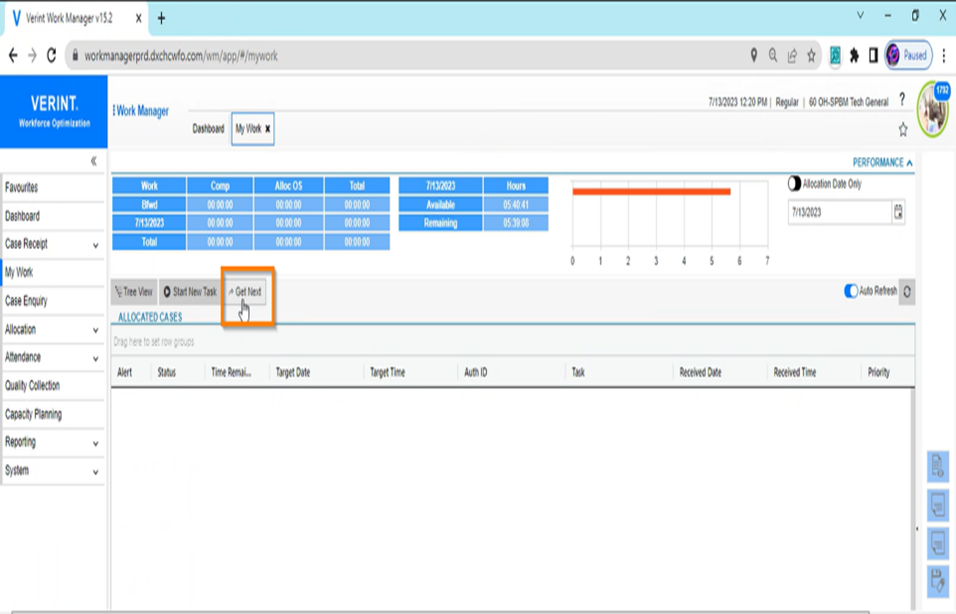 Verint Work Manager v15.2
workmanagerprd.dxchcwfo.com/wm/app/#/mywork
Paused
VERINT.
Workforce Optimization
Work Manager
7/13/2023 12:20 PM | Regular | 60 OH-SPBM Tech General ?
1732
Dashboard My Work x
PERFORMANCE
Favourites
Dashboard
Case Receipt
My Work
Case Enquiry
Allocation
Attendance
Quality Collection
Capacity Planning
Reporting
System
Work Comp Alloc OS Total
Bfwd 00:00:00 00:00:00 00:00:00
7/13/2023 00:00:00 00:00:00 00:00:00
Total 00:00:00 00:00:00 00:00:00
7/13/2023 Hours
Available 05:40:41
Remaining 05:39:08
0 1 2 3 4 5 6 7
Allocation Date Only
7/13/2023
Tree View Start New Task Get Next
Auto Refresh
ALLOCATED CASES
Drag here to set row groups
Alert Status Time Remai... Target Date Target Time Auth ID Task Received Date Received Time Priority